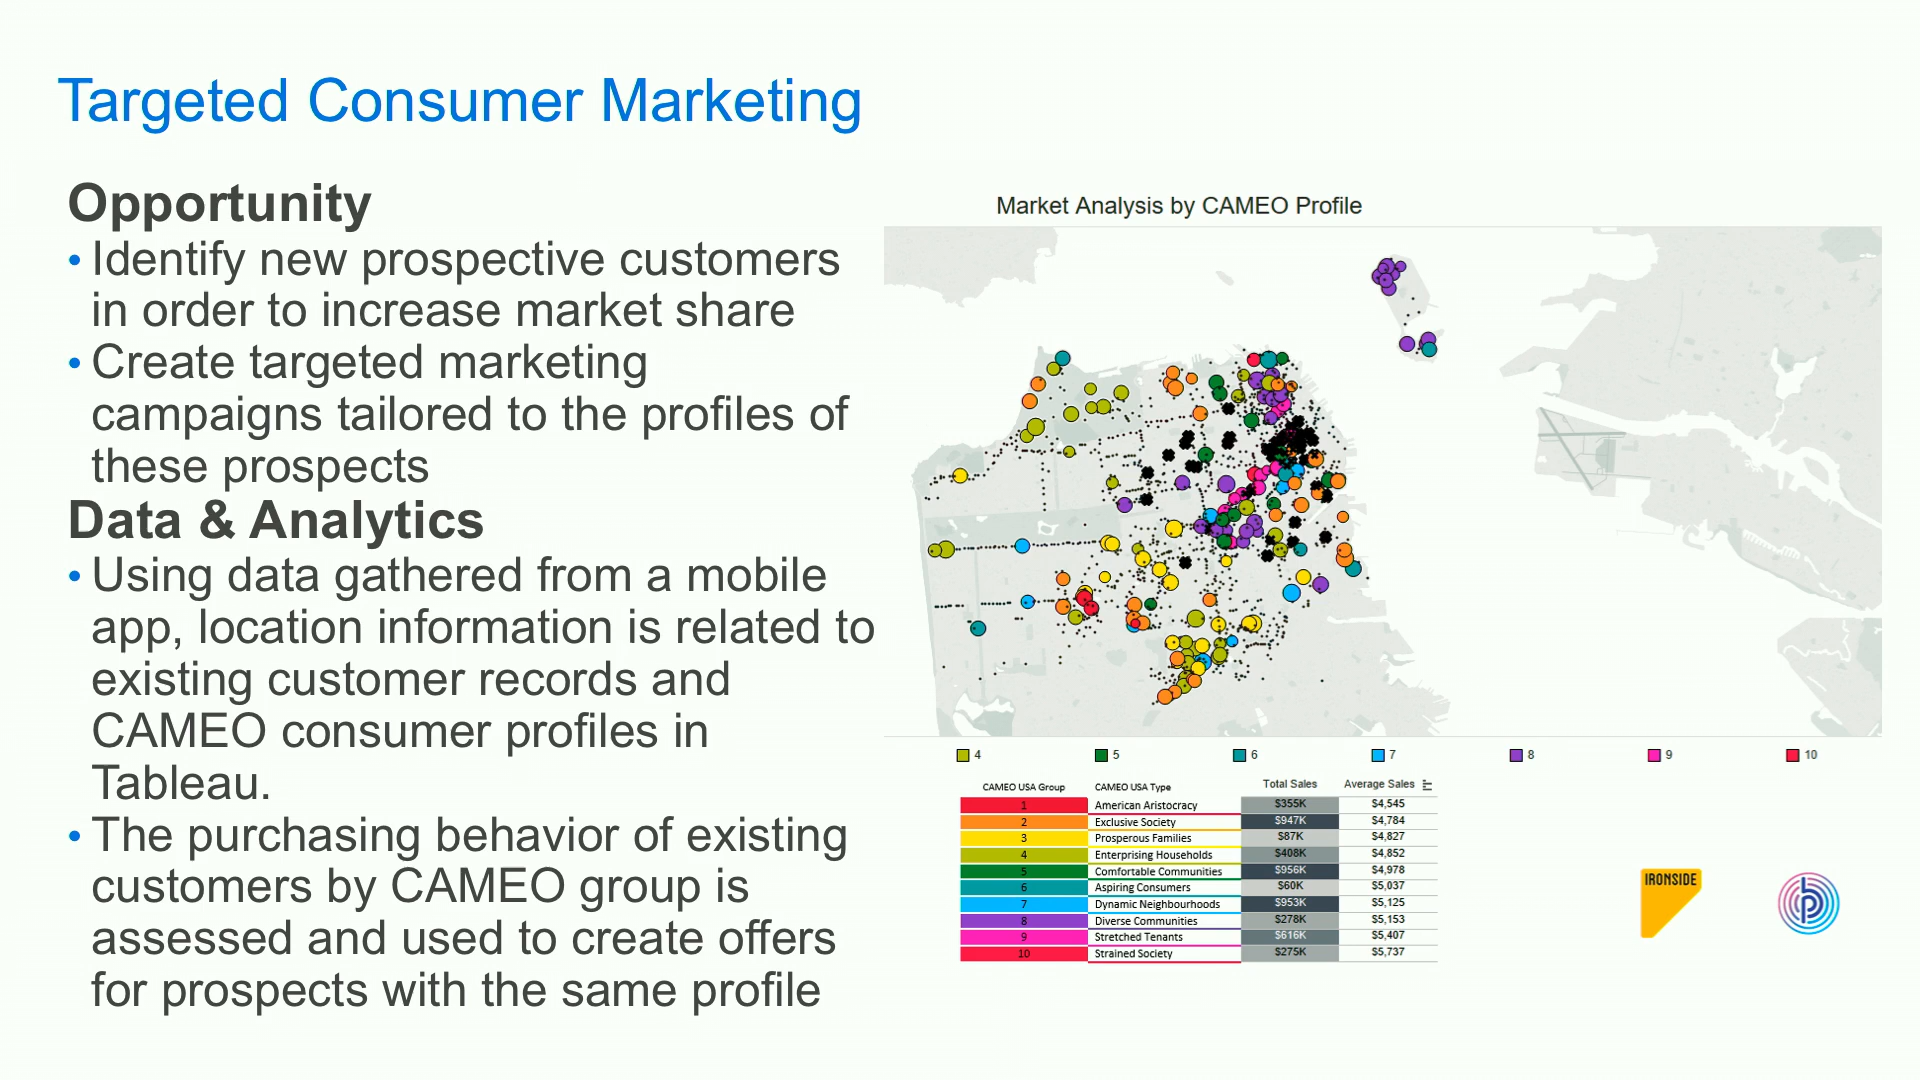 Targeted Consumer Marketing
Opportunity
• Identify new prospective customers
in order to increase market share
• Create targeted marketing
campaigns tailored to the profiles of
these prospects
Data & Analytics
• Using data gathered from a mobile
app, location information is related to
existing customer records and
CAMEO consumer profiles in
Tableau.
• The purchasing behavior of existing
customers by CAMEO group is
assessed and used to create offers
for prospects with the same profile
Market Analysis by CAMEO Profile
4 5 6 7 8 9 10
CAMEO USA Group CAMEO USA Type Total Sales Average Sales
1 American Aristocracy $355K $4,545
2 Exclusive Society $947K $4,784
3 Prosperous Families $87K $4,827
4 Enterprising Households $408K $4,852
5 Comfortable Communities $956K $4,978
6 Aspiring Consumers $60K $5,037
7 Dynamic Neighbourhoods $953K $5,125
8 Diverse Communities $278K $5,153
9 Stretched Tenants $616K $5,407
10 Strained Society $275K $5,737
IRONSIDE